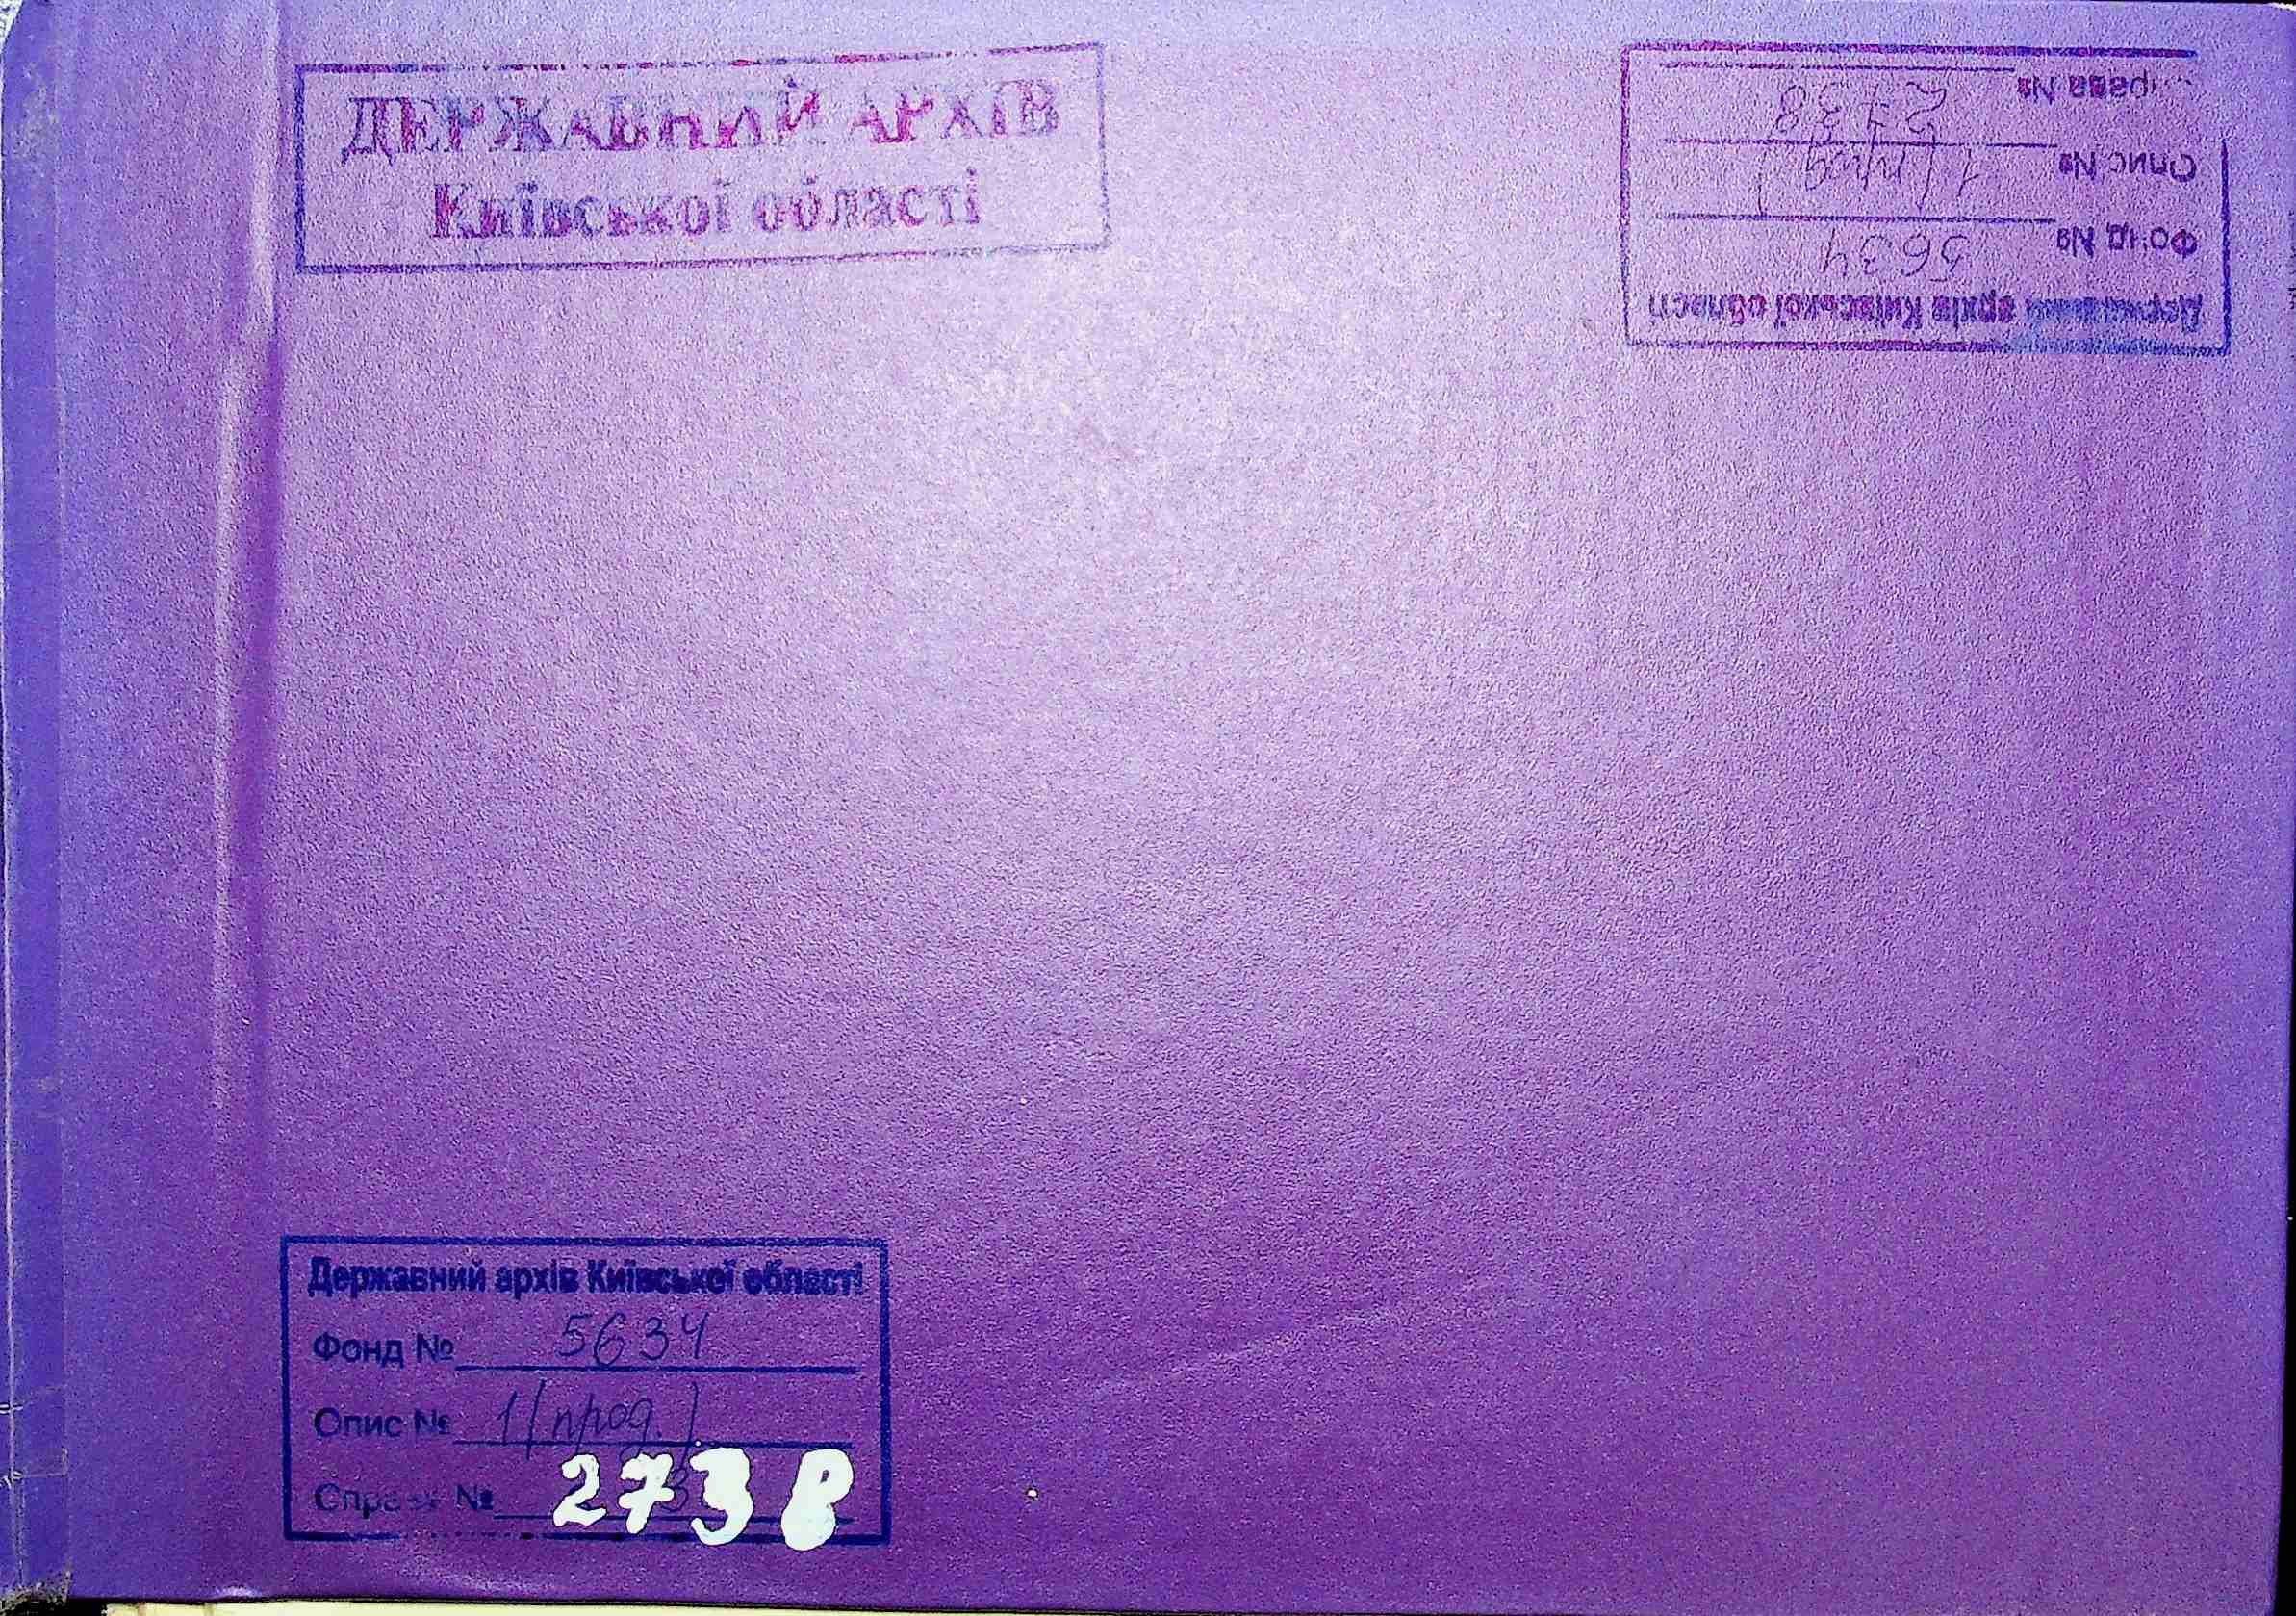 ДЕРЖАВНИЙ АРХІВ
Київської області
Державний архів Київської області
Фонд № 5634
Опис № 1 (прод.)
Справа № 2738
Державний архів Київської області
Фонд № 5634
Опис № 1 (прод.)
Справа № 2738